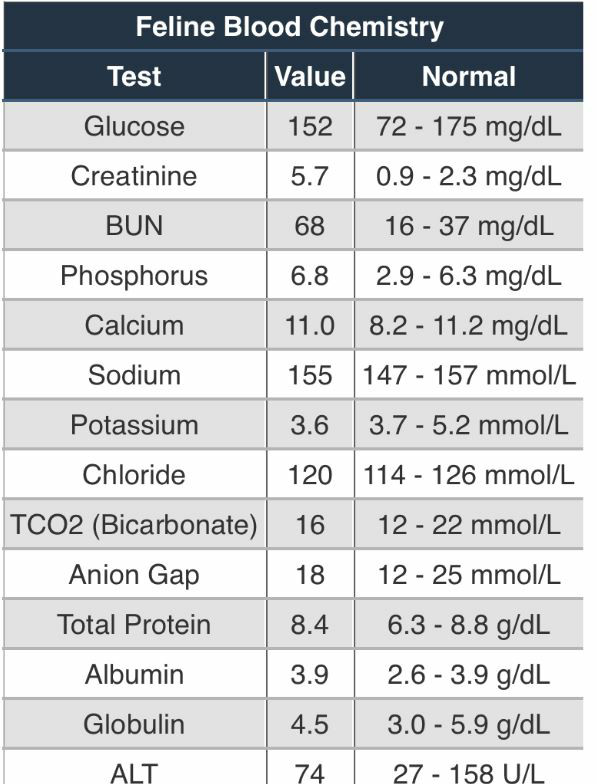 Feline Blood Chemistry
Test Value Normal
Glucose 152 72 - 175 mg/dL
Creatinine 5.7 0.9 - 2.3 mg/dL
BUN 68 16 - 37 mg/dL
Phosphorus 6.8 2.9 - 6.3 mg/dL
Calcium 11.0 8.2 - 11.2 mg/dL
Sodium 155 147 - 157 mmol/L
Potassium 3.6 3.7 - 5.2 mmol/L
Chloride 120 114 - 126 mmol/L
TCO2 (Bicarbonate) 16 12 - 22 mmol/L
Anion Gap 18 12 - 25 mmol/L
Total Protein 8.4 6.3 - 8.8 g/dL
Albumin 3.9 2.6 - 3.9 g/dL
Globulin 4.5 3.0 - 5.9 g/dL
ALT 74 27 - 158 U/L